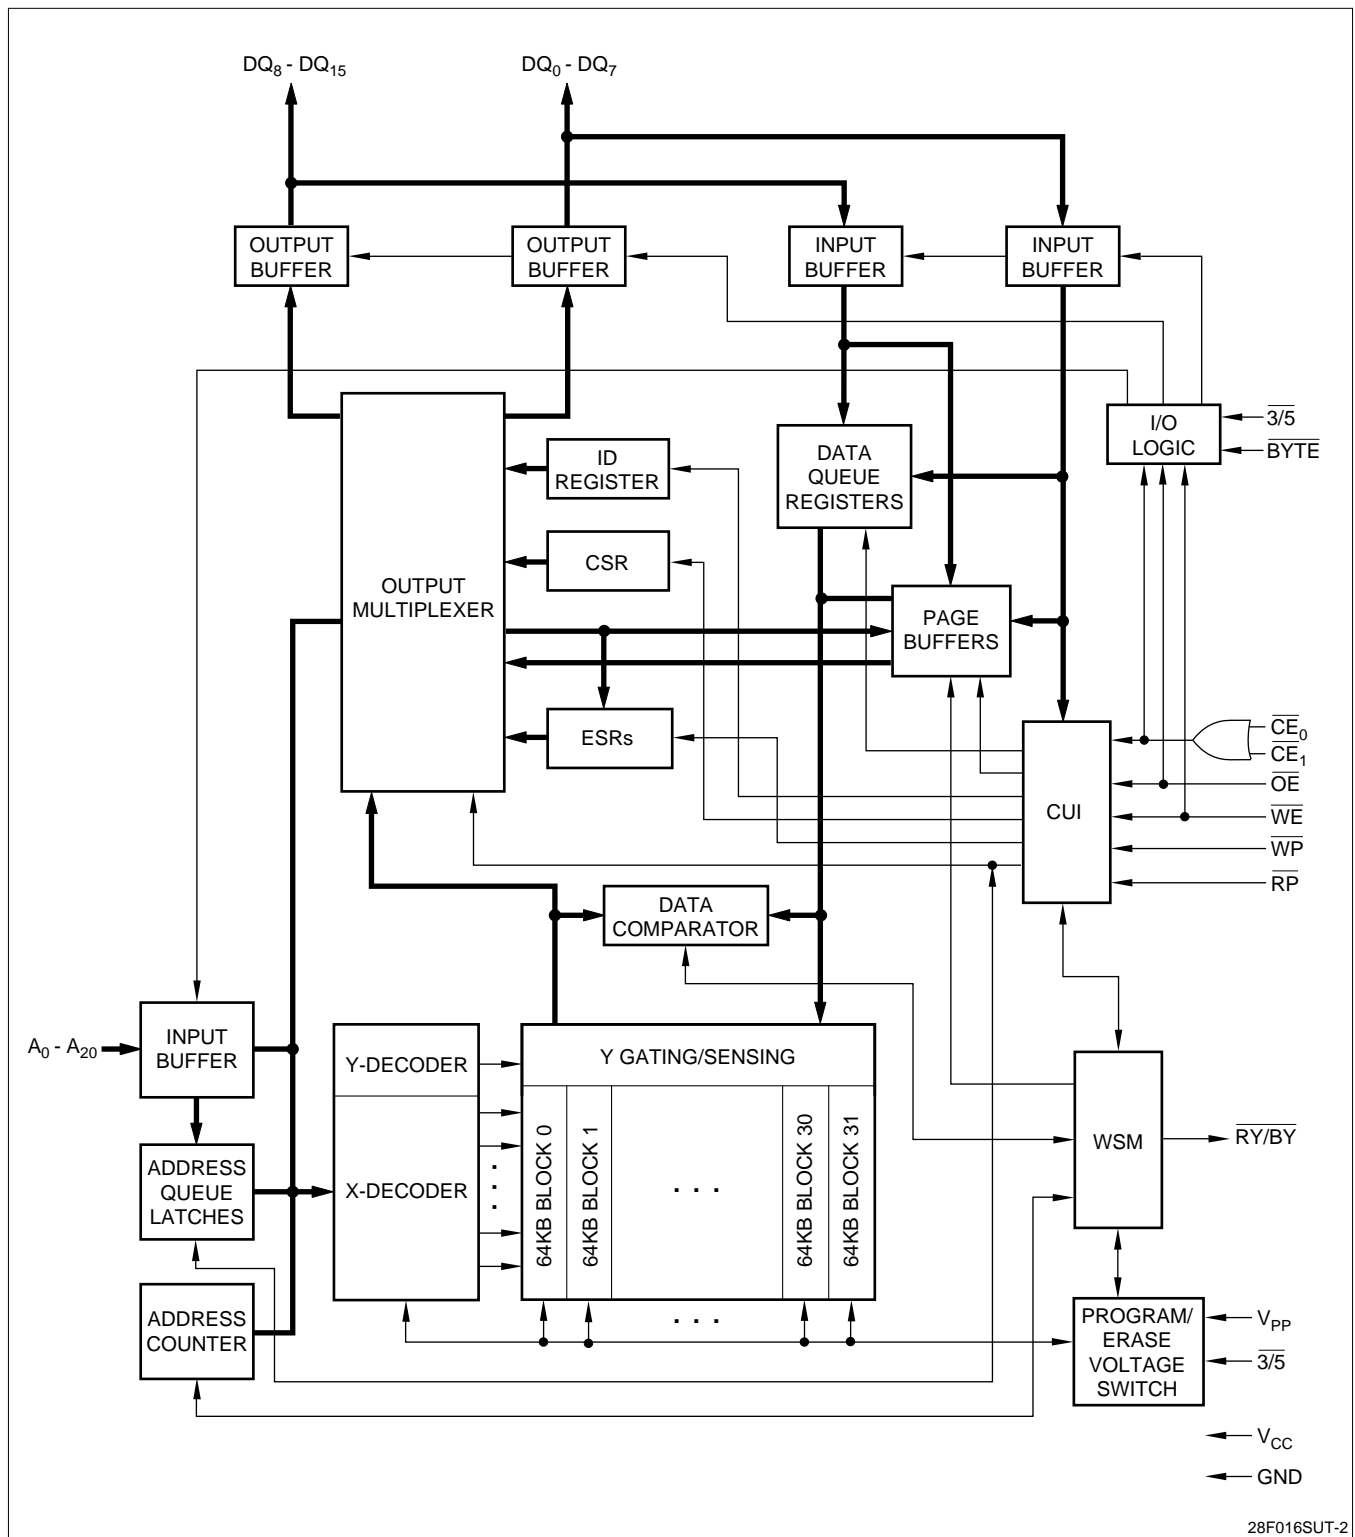 DQ8 - DQ15
DQ0 - DQ7
OUTPUT
BUFFER
OUTPUT
BUFFER
INPUT
BUFFER
INPUT
BUFFER
I/O
LOGIC
3/5
BYTE
ID
REGISTER
DATA
QUEUE
REGISTERS
CSR
OUTPUT
MULTIPLEXER
PAGE
BUFFERS
ESRs
CUI
CE0
CE1
OE
WE
WP
RP
DATA
COMPARATOR
A0 - A20
INPUT
BUFFER
Y-DECODER
Y GATING/SENSING
ADDRESS
QUEUE
LATCHES
X-DECODER
64KB BLOCK 0
64KB BLOCK 1
. . .
64KB BLOCK 30
64KB BLOCK 31
WSM
RY/BY
ADDRESS
COUNTER
. . .
PROGRAM/
ERASE
VOLTAGE
SWITCH
VPP
3/5
VCC
GND
28F016SUT-2